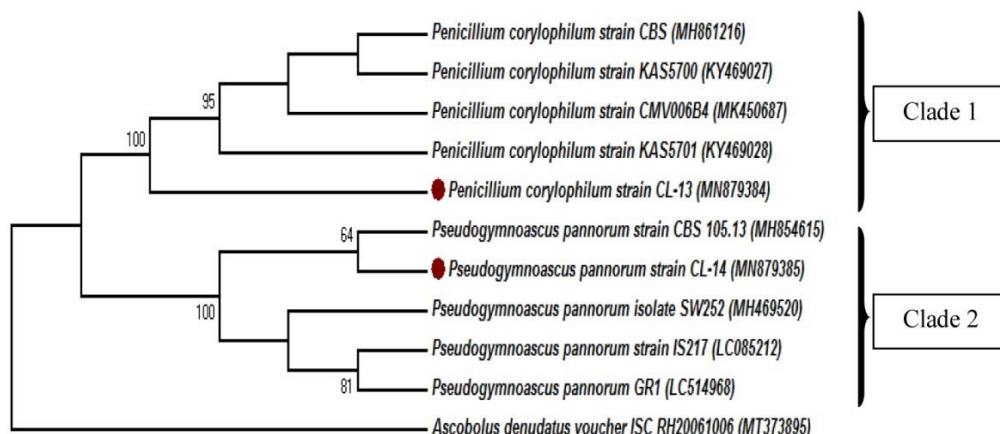 Penicillium corylophilum strain CBS (MH861216)
Penicillium corylophilum strain KAS5700 (KY469027)
95
Penicillium corylophilum strain CMV006B4 (MK450687)
Clade 1
100
Penicillium corylophilum strain KAS5701 (KY469028)
Penicillium corylophilum strain CL-13 (MN879384)
64
Pseudogymnoascus pannorum strain CBS 105.13 (MH854615)
Pseudogymnoascus pannorum strain CL-14 (MN879385)
100
Pseudogymnoascus pannorum isolate SW252 (MH469520)
Clade 2
Pseudogymnoascus pannorum strain IS217 (LC085212)
81
Pseudogymnoascus pannorum GR1 (LC514968)
Ascobolus denudatus voucher ISC RH20061006 (MT373895)